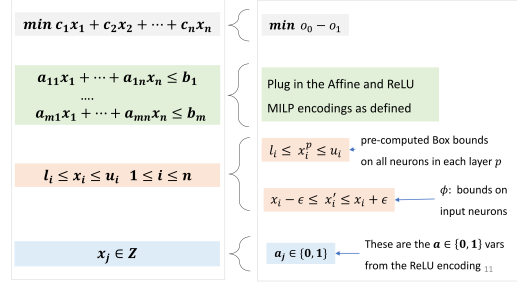 min c₁x₁ + c₂x₂ + ⋯ + cₙxₙ
a₁₁x₁ + ⋯ + a₁ₙxₙ ≤ b₁
....
aₘ₁x₁ + ⋯ + aₘₙxₙ ≤ bₘ
lᵢ ≤ xᵢ ≤ uᵢ 1 ≤ i ≤ n
xⱼ ∈ Z
min o₀ − o₁
Plug in the Affine and ReLU
MILP encodings as defined
lᵢ ≤ xᵢᵖ ≤ uᵢ
pre-computed Box bounds
on all neurons in each layer p
xᵢ − ϵ ≤ xᵢ′ ≤ xᵢ + ϵ
ϕ: bounds on
input neurons
aⱼ ∈ {0, 1}
These are the a ∈ {0, 1} vars
from the ReLU encoding
11